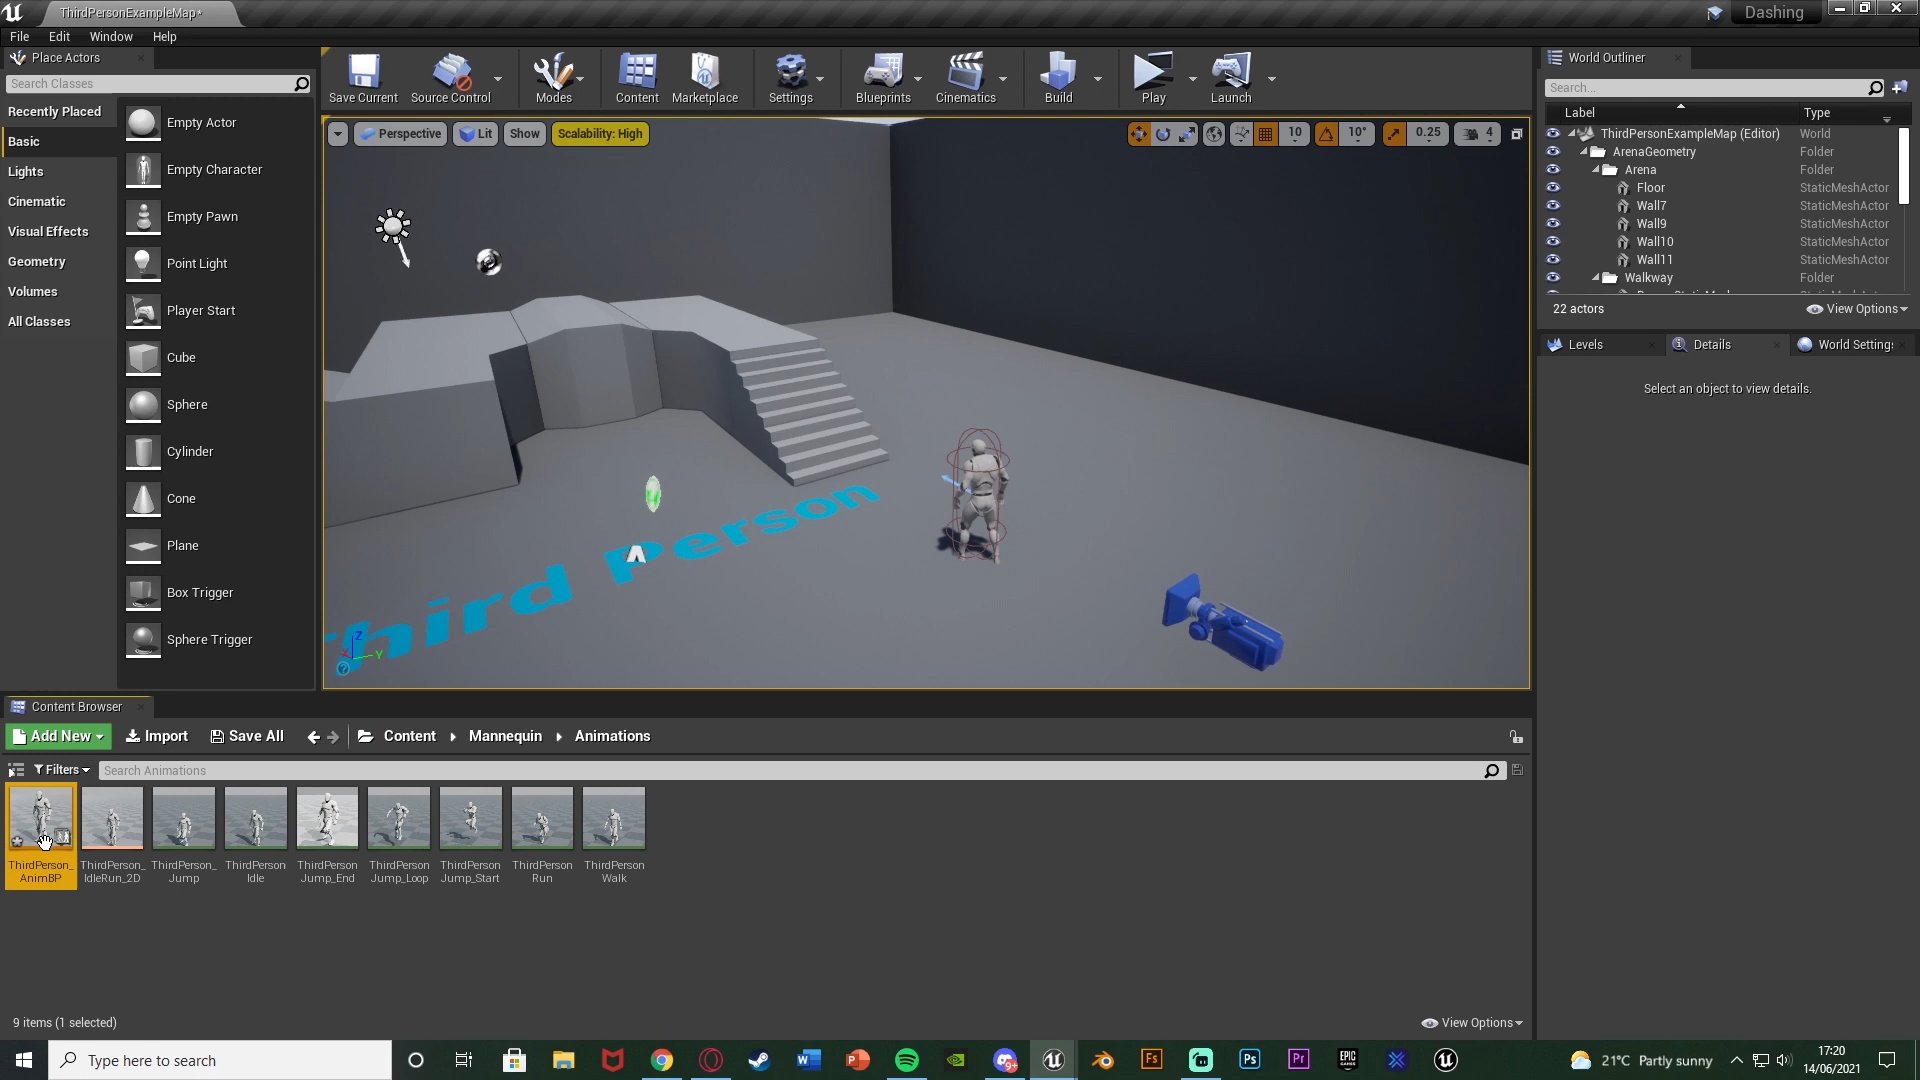 ThirdPersonExampleMap*
Dashing
File Edit Window Help
Place Actors
Search Classes
Recently Placed
Basic
Lights
Cinematic
Visual Effects
Geometry
Volumes
All Classes
Empty Actor
Empty Character
Empty Pawn
Point Light
Player Start
Cube
Sphere
Cylinder
Cone
Plane
Box Trigger
Sphere Trigger
Save Current
Source Control
Modes
Content
Marketplace
Settings
Blueprints
Cinematics
Build
Play
Launch
Perspective
Lit
Show
Scalability: High
10
10°
0.25
4
Third Person
Z
X
Y
World Outliner
Search...
Label Type
ThirdPersonExampleMap (Editor) World
ArenaGeometry Folder
Arena Folder
Floor StaticMeshActor
Wall7 StaticMeshActor
Wall9 StaticMeshActor
Wall10 StaticMeshActor
Wall11 StaticMeshActor
Walkway Folder
22 actors
View Options
Levels
Details
World Settings
Select an object to view details.
Content Browser
Add New
Import
Save All
Content
Mannequin
Animations
Filters
Search Animations
ThirdPerson_
AnimBP
ThirdPerson_
IdleRun_2D
ThirdPerson_
Jump
ThirdPerson
Idle
ThirdPerson
Jump_End
ThirdPerson
Jump_Loop
ThirdPerson
Jump_Start
ThirdPerson
Run
ThirdPerson
Walk
9 items (1 selected)
View Options
Type here to search
W
P
Fs
Ps
Pr
EPIC
GAMES
21°C Partly sunny
17:20
14/06/2021